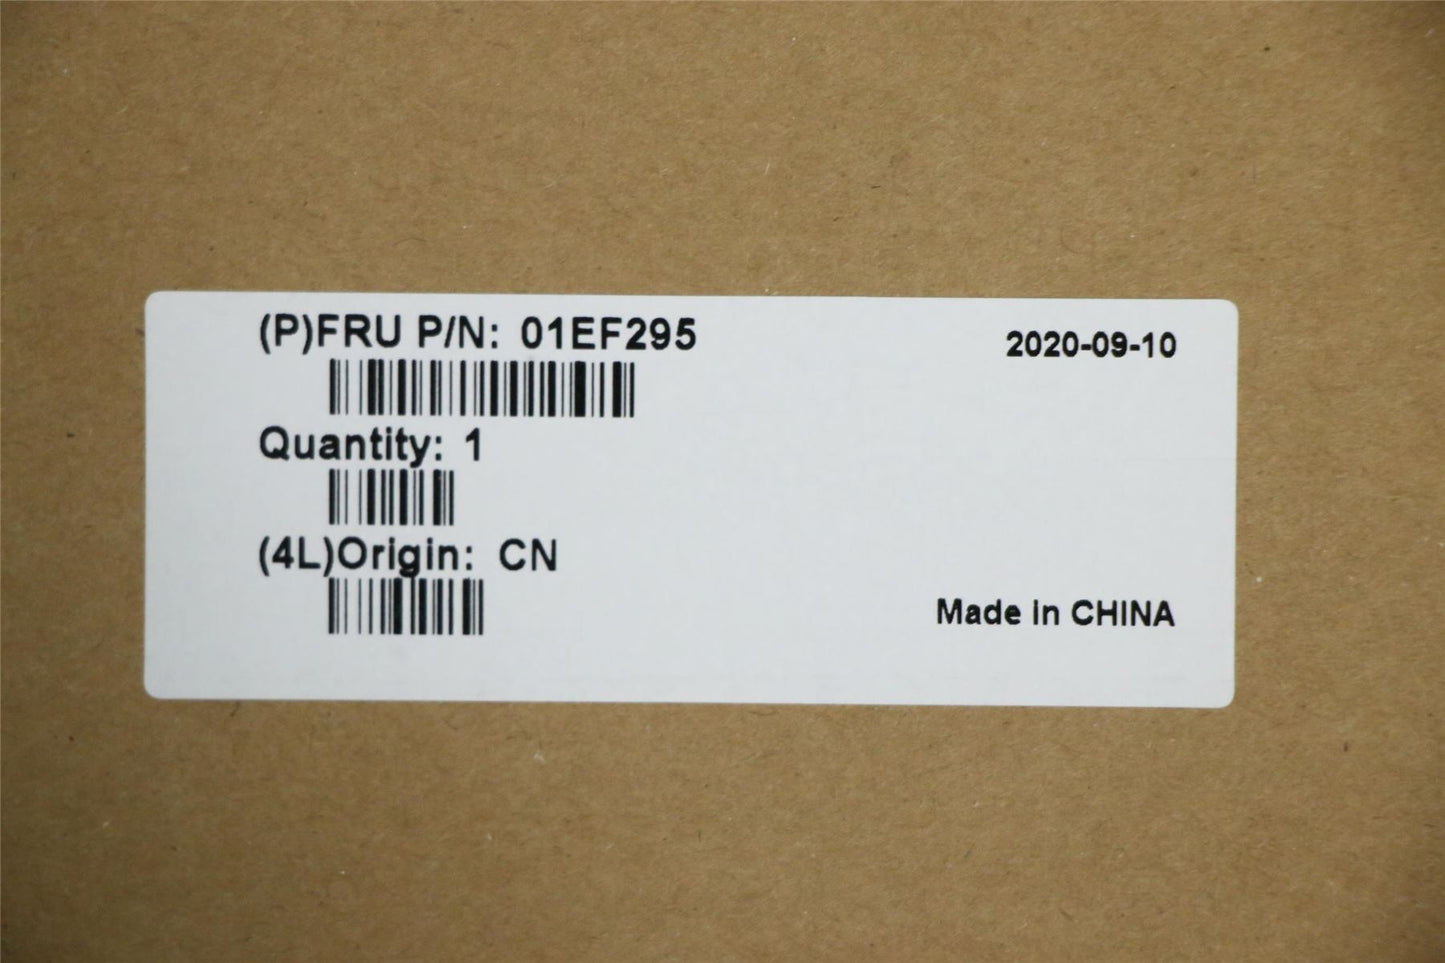 (P)FRU P/N: 01EF295
2020-09-10
Quantity: 1
(4L)Origin: CN
Made in CHINA